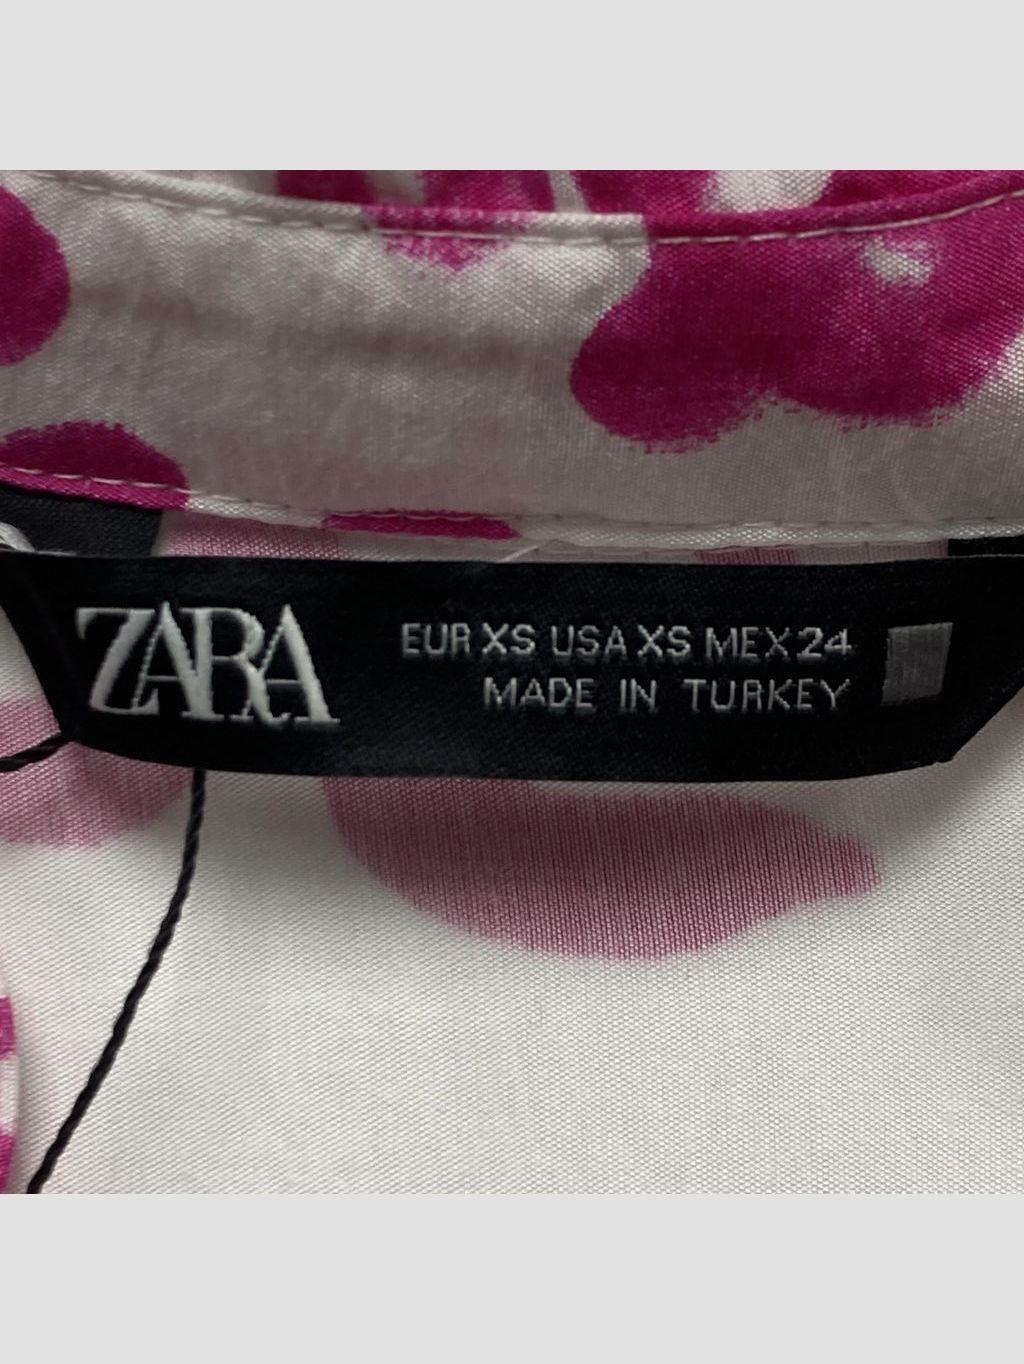 ZARA
EUR XS USA XS MEX 24
MADE IN TURKEY